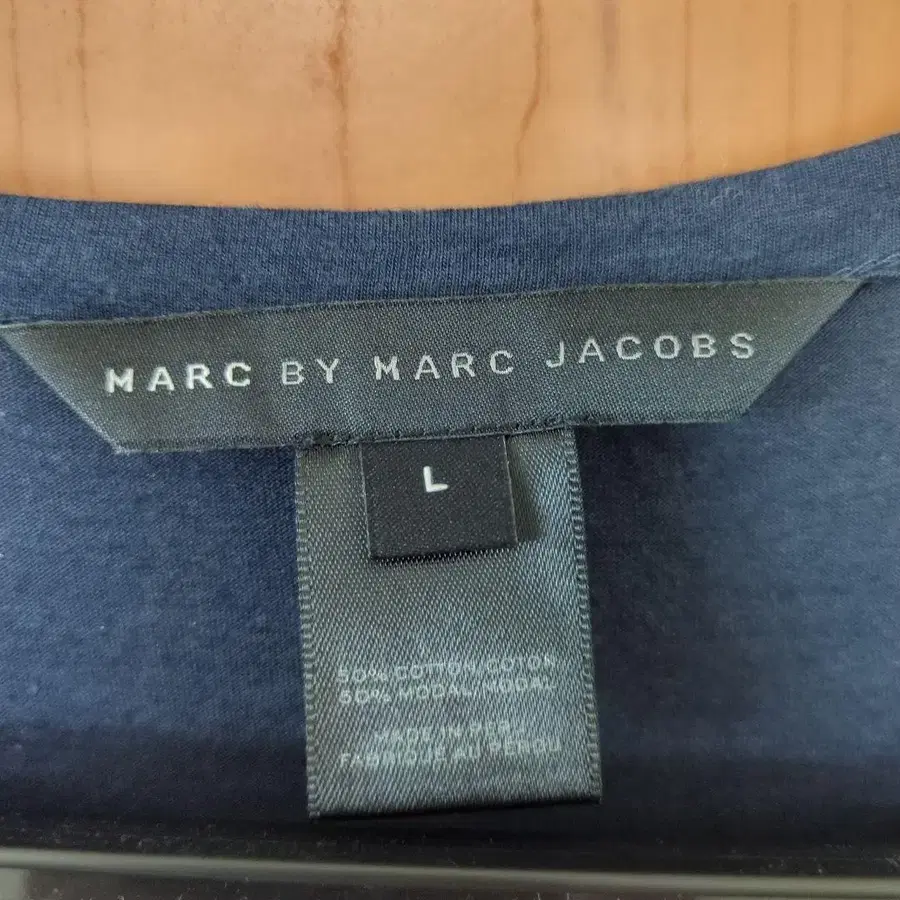 MARC BY MARC JACOBS
L
50% COTTON/COTON
50% MODAL/MODAL
MADE IN PERU
FABRIQUE AU PEROU